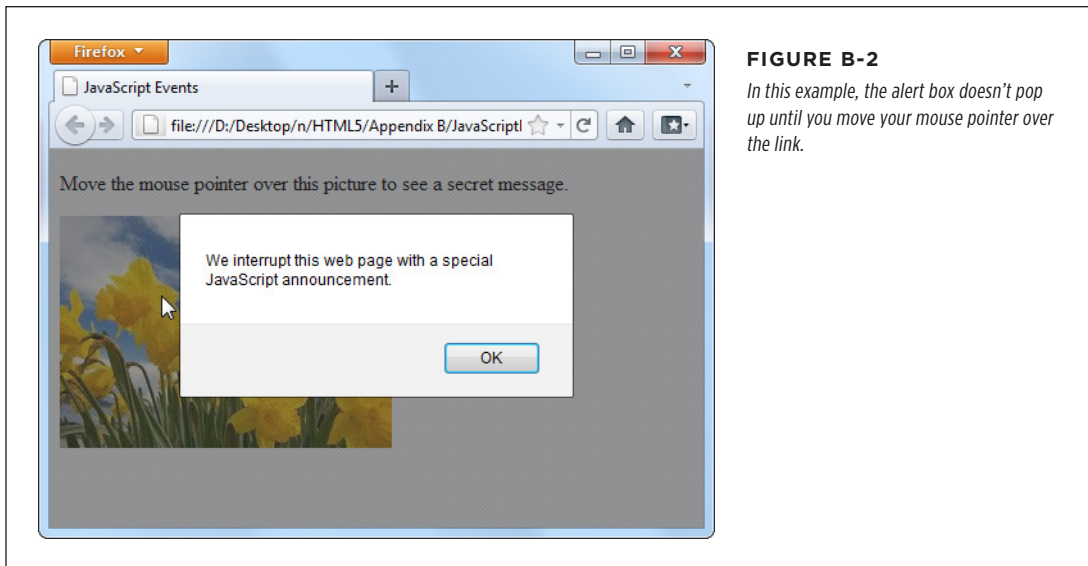 Firefox
JavaScript Events
file:///D:/Desktop/n/HTML5/Appendix B/JavaScriptI
Move the mouse pointer over this picture to see a secret message.
We interrupt this web page with a special
JavaScript announcement.
OK
FIGURE B-2
In this example, the alert box doesn’t pop
up until you move your mouse pointer over
the link.